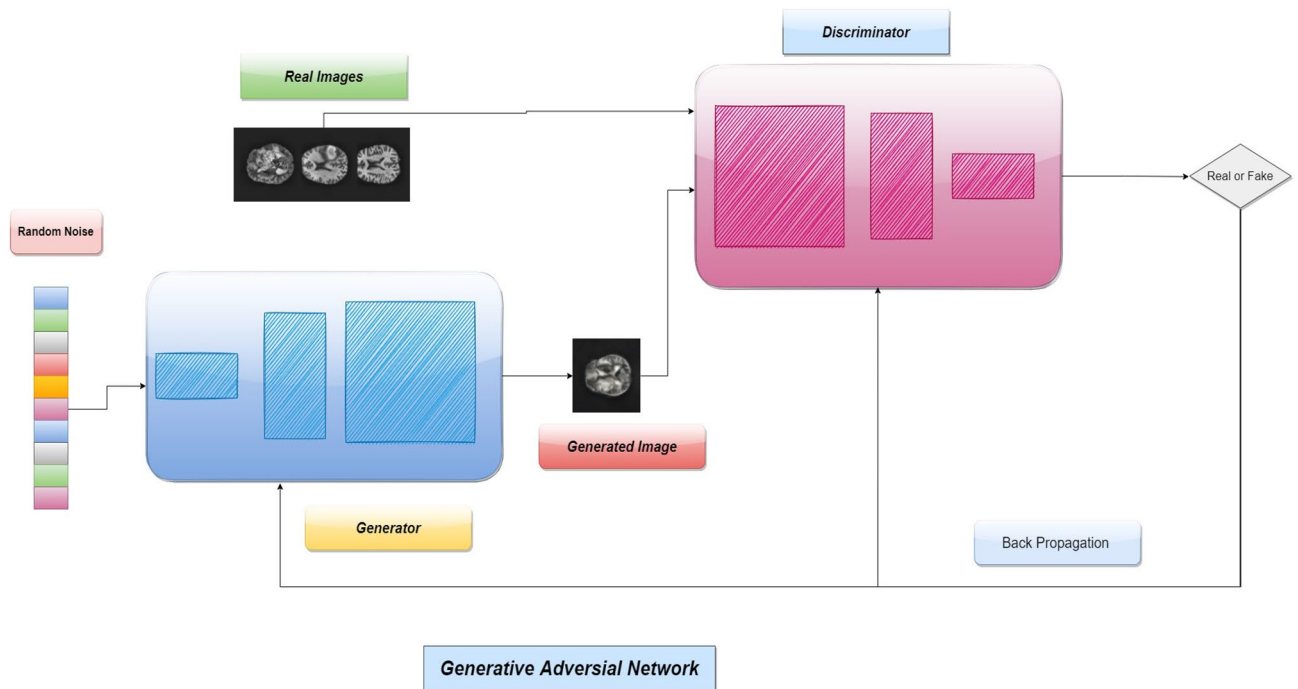 Discriminator
Real Images
Real or Fake
Random Noise
Generated Image
Generator
Back Propagation
Generative Adversial Network